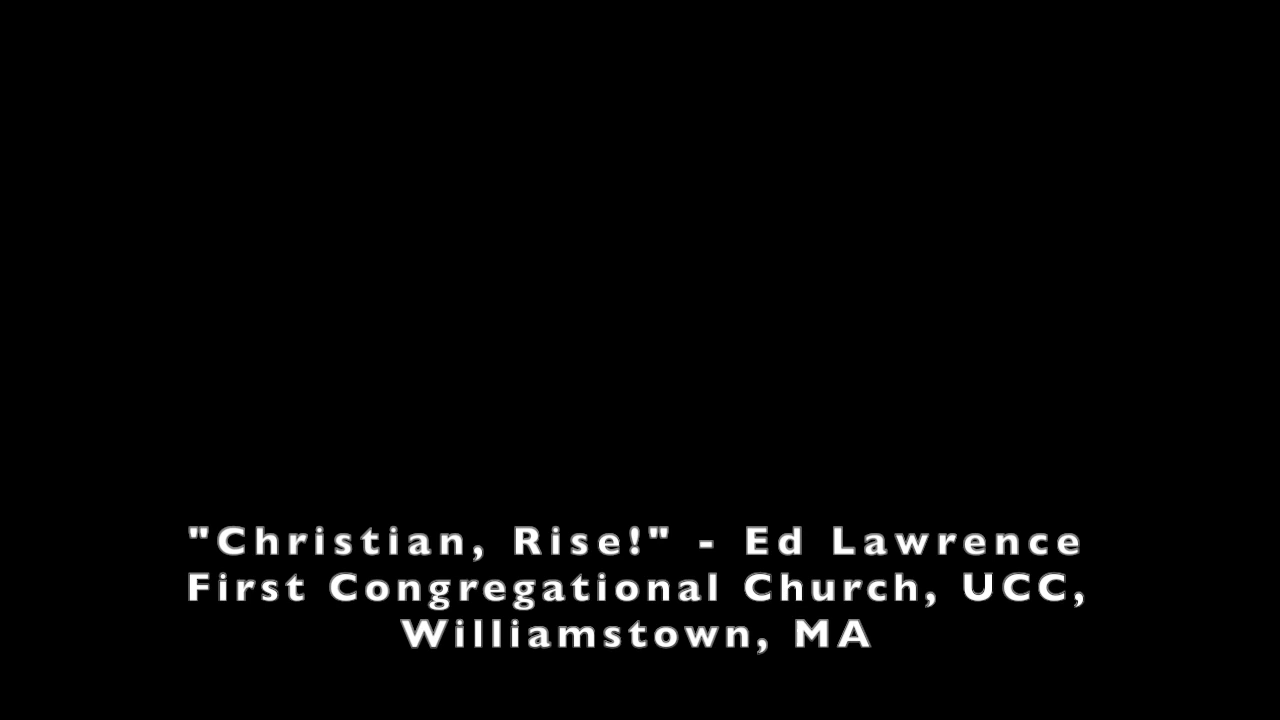 "Christian, Rise!" - Ed Lawrence
First Congregational Church, UCC,
Williamstown, MA